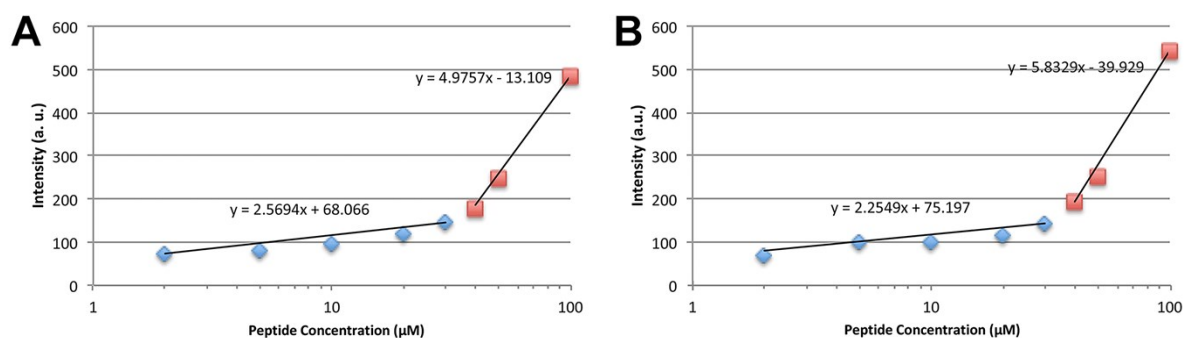 A
600
500
400
300
200
100
0
Intensity (a. u.)
y = 4.9757x - 13.109
y = 2.5694x + 68.066
1
10
100
Peptide Concentration (µM)
B
600
500
400
300
200
100
0
Intensity (a.u.)
y = 5.8329x - 39.929
y = 2.2549x + 75.197
1
10
100
Peptide Concentration (µM)